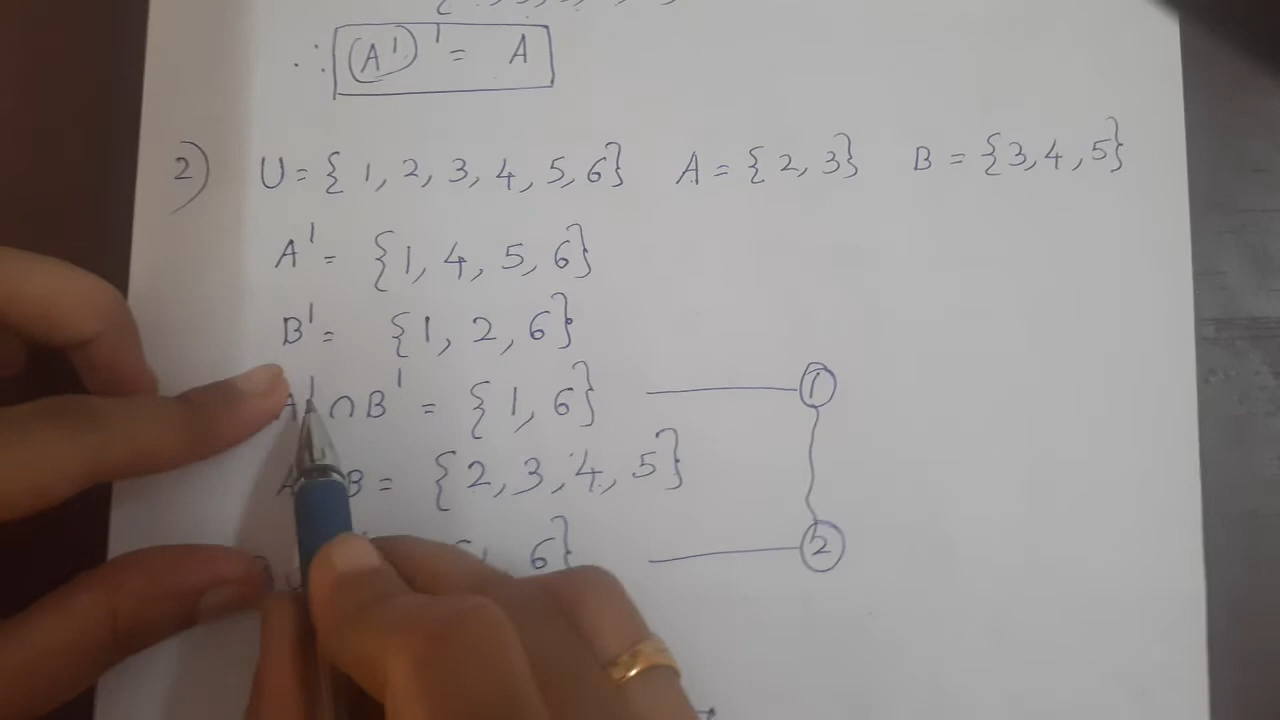 ∴ (A')' = A
2) U = { 1, 2, 3, 4, 5, 6} A = { 2, 3} B = {3, 4, 5}
A' = {1, 4, 5, 6}
B' = {1, 2, 6}
A' ∩ B' = {1, 6} 1
B = {2, 3, 4, 5}
6} 2